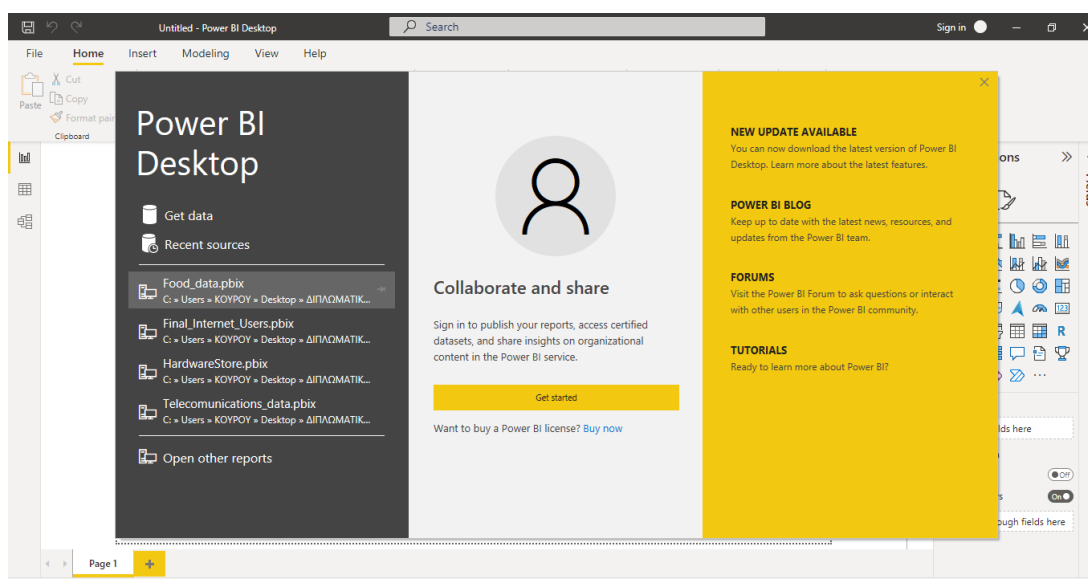 Untitled - Power BI Desktop
Search
Sign in
File Home Insert Modeling View Help
Paste
Cut
Copy
Format pain
Clipboard
Power BI
Desktop
Get data
Recent sources
Food_data.pbix
C: » Users » ΚΟΥΡΟΥ » Desktop » ΔΙΠΛΩΜΑΤΙΚ...
Final_Internet_Users.pbix
C: » Users » ΚΟΥΡΟΥ » Desktop » ΔΙΠΛΩΜΑΤΙΚ...
HardwareStore.pbix
C: » Users » ΚΟΥΡΟΥ » Desktop » ΔΙΠΛΩΜΑΤΙΚ...
Telecomunications_data.pbix
C: » Users » ΚΟΥΡΟΥ » Desktop » ΔΙΠΛΩΜΑΤΙΚ...
Open other reports
Collaborate and share
Sign in to publish your reports, access certified
datasets, and share insights on organizational
content in the Power BI service.
Get started
Want to buy a Power BI license? Buy now
NEW UPDATE AVAILABLE
You can now download the latest version of Power BI
Desktop. Learn more about the latest features.
POWER BI BLOG
Keep up to date with the latest news, resources, and
updates from the Power BI team.
FORUMS
Visit the Power BI Forum to ask questions or interact
with other users in the Power BI community.
TUTORIALS
Ready to learn more about Power BI?
ons
123
R
lds here
Off
s
On
ough fields here
Page 1